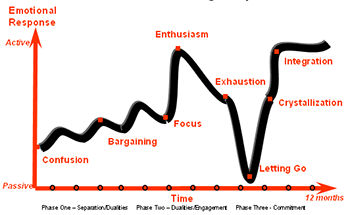 Emotional
Response
Active
Enthusiasm
Integration
Exhaustion
Crystallization
Focus
Bargaining
Confusion
Letting Go
Passive
Time
12 months
Phase One – Separation/Dualities
Phase Two – Dualities/Engagement
Phase Three - Commitment